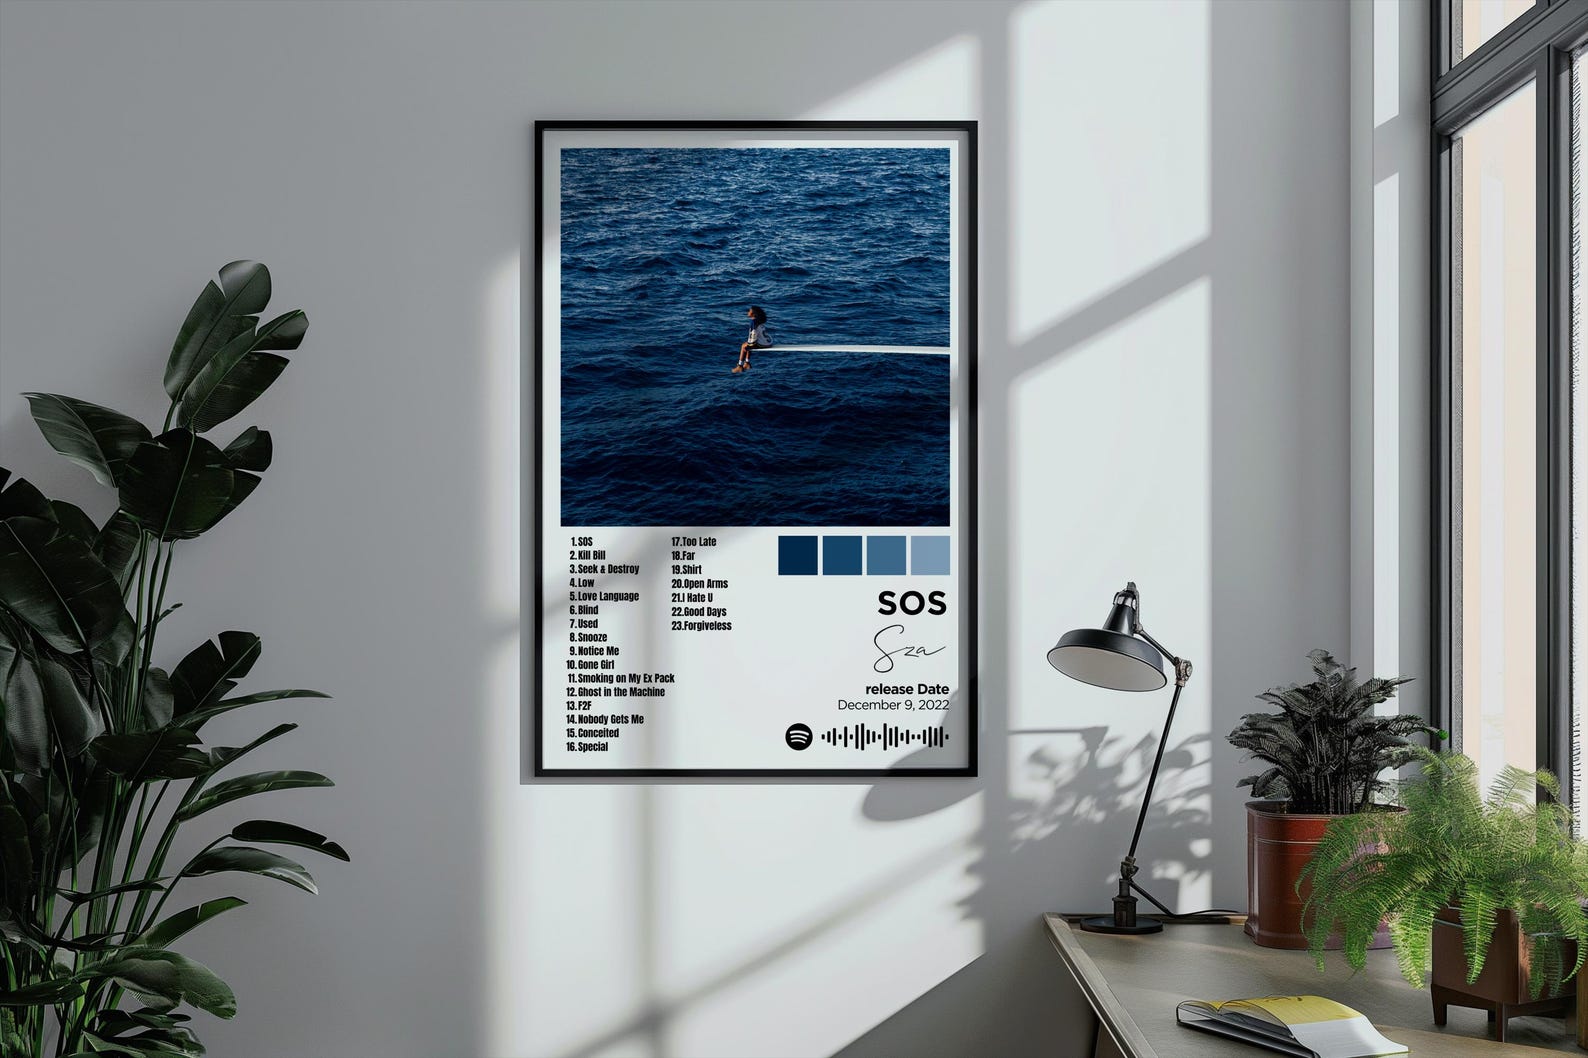 1. SOS
2. Kill Bill
3. Seek & Destroy
4. Low
5. Love Language
6. Blind
7. Used
8. Snooze
9. Notice Me
10. Gone Girl
11. Smoking on My Ex Pack
12. Ghost in the Machine
13. F2F
14. Nobody Gets Me
15. Conceited
16. Special
17.Too Late
18.Far
19.Shirt
20.Open Arms
21.I Hate U
22.Good Days
23.Forgiveless
SOS
Sza
release Date
December 9, 2022